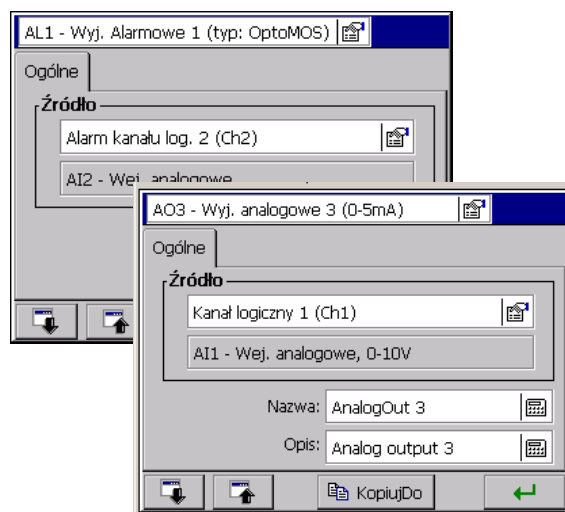 AL1 - Wyj. Alarmowe 1 (typ: OptoMOS)
Ogólne
Źródło
Alarm kanału log. 2 (Ch2)
AI2 - Wej. analogowe
AO3 - Wyj. analogowe 3 (0-5mA)
Ogólne
Źródło
Kanał logiczny 1 (Ch1)
AI1 - Wej. analogowe, 0-10V
Nazwa: AnalogOut 3
Opis: Analog output 3
KopiujDo